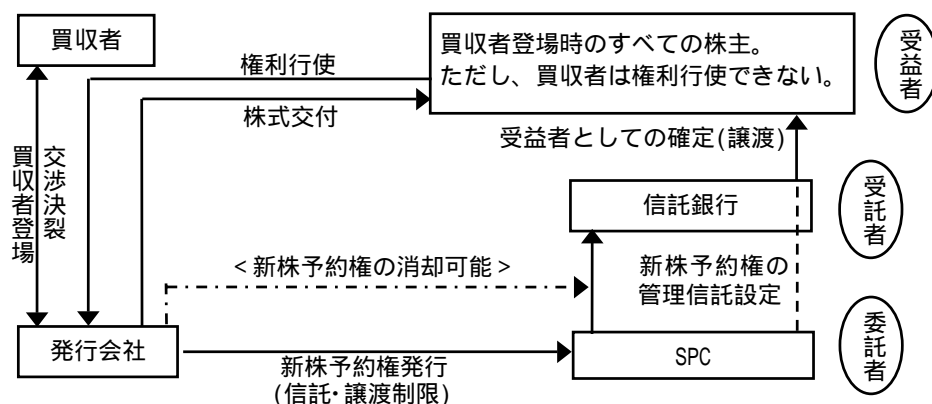 買収者
買収者登場時のすべての株主。
ただし、買収者は権利行使できない。
受益者
権利行使
株式交付
受益者としての確定(譲渡)
買収者登場
交渉決裂
信託銀行
受託者
<新株予約権の消却可能>
新株予約権の
管理信託設定
発行会社
新株予約権発行
(信託・譲渡制限)
SPC
委託者